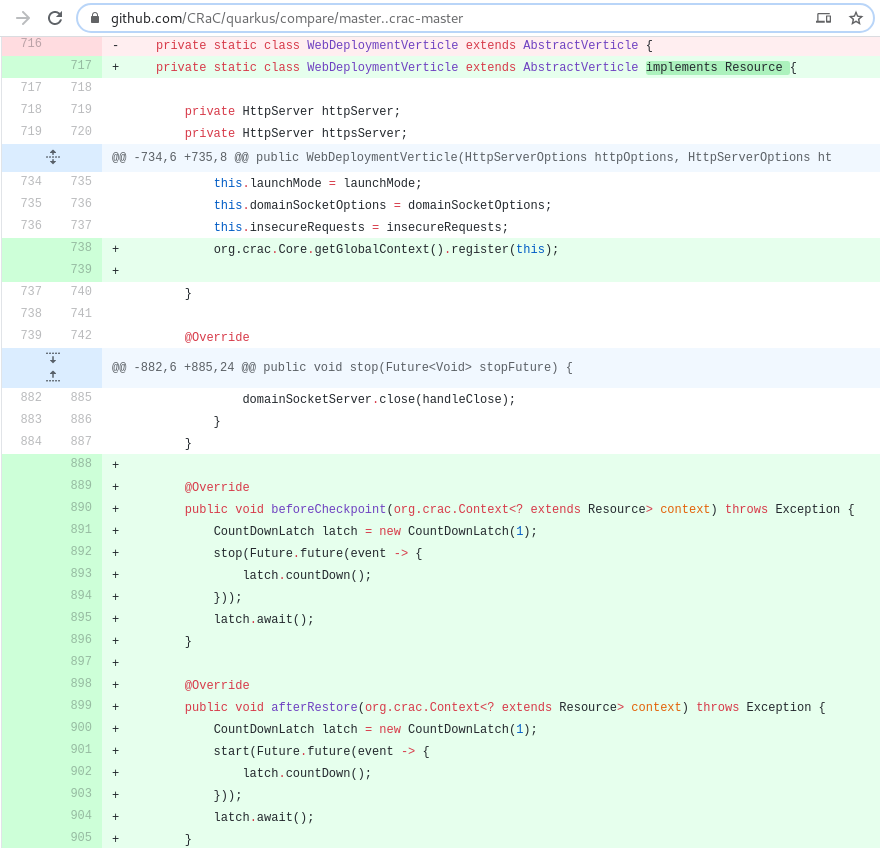 github.com/CRaC/quarkus/compare/master..crac-master
716 - private static class WebDeploymentVerticle extends AbstractVerticle {
717 + private static class WebDeploymentVerticle extends AbstractVerticle implements Resource {
717 718
718 719 private HttpServer httpServer;
719 720 private HttpServer httpsServer;
@@ -734,6 +735,8 @@ public WebDeploymentVerticle(HttpServerOptions httpOptions, HttpServerOptions ht
734 735 this.launchMode = launchMode;
735 736 this.domainSocketOptions = domainSocketOptions;
736 737 this.insecureRequests = insecureRequests;
738 + org.crac.Core.getGlobalContext().register(this);
739 +
737 740 }
738 741
739 742 @Override
@@ -882,6 +885,24 @@ public void stop(Future<Void> stopFuture) {
882 885 domainSocketServer.close(handleClose);
883 886 }
884 887 }
888 +
889 + @Override
890 + public void beforeCheckpoint(org.crac.Context<? extends Resource> context) throws Exception {
891 + CountDownLatch latch = new CountDownLatch(1);
892 + stop(Future.future(event -> {
893 + latch.countDown();
894 + }));
895 + latch.await();
896 + }
897 +
898 + @Override
899 + public void afterRestore(org.crac.Context<? extends Resource> context) throws Exception {
900 + CountDownLatch latch = new CountDownLatch(1);
901 + start(Future.future(event -> {
902 + latch.countDown();
903 + }));
904 + latch.await();
905 + }